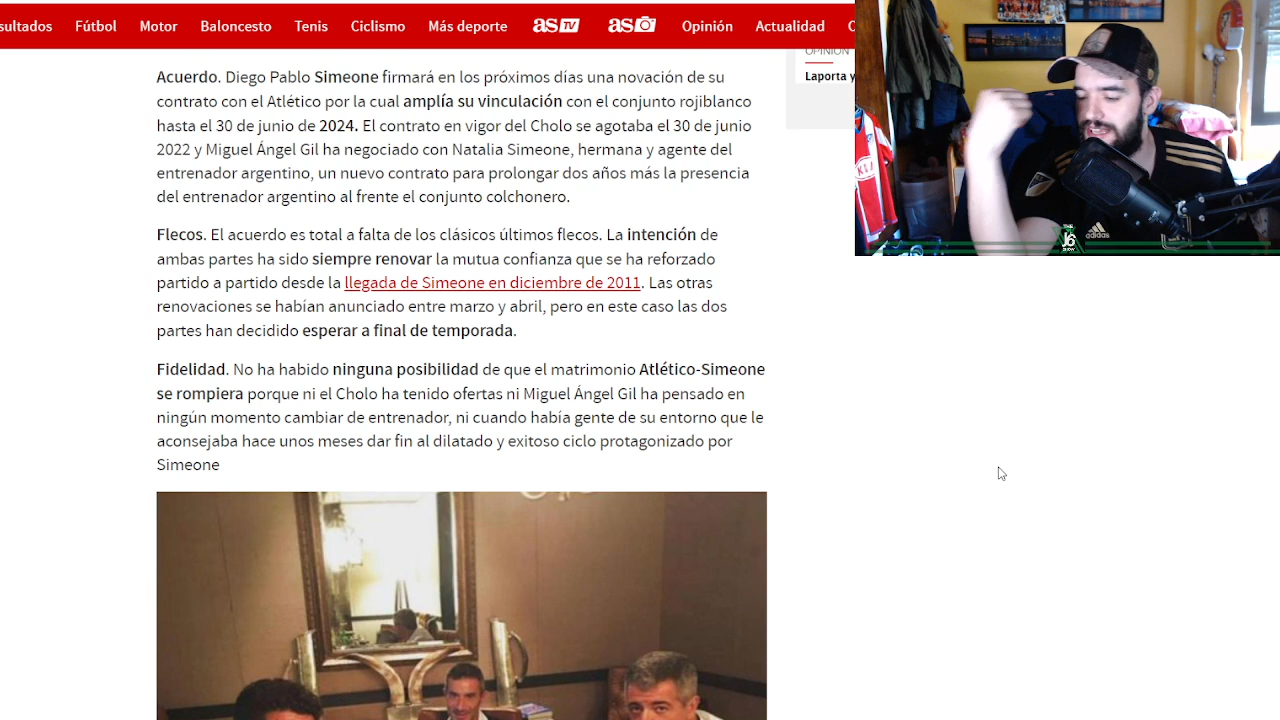 sultados Fútbol Motor Baloncesto Tenis Ciclismo Más deporte as TV as Opinión Actualidad
OPINIÓN
Laporta y
Acuerdo. Diego Pablo Simeone firmará en los próximos días una novación de su
contrato con el Atlético por la cual amplía su vinculación con el conjunto rojiblanco
hasta el 30 de junio de 2024. El contrato en vigor del Cholo se agotaba el 30 de junio
2022 y Miguel Ángel Gil ha negociado con Natalia Simeone, hermana y agente del
entrenador argentino, un nuevo contrato para prolongar dos años más la presencia
del entrenador argentino al frente el conjunto colchonero.
Flecos. El acuerdo es total a falta de los clásicos últimos flecos. La intención de
ambas partes ha sido siempre renovar la mutua confianza que se ha reforzado
partido a partido desde la llegada de Simeone en diciembre de 2011. Las otras
renovaciones se habían anunciado entre marzo y abril, pero en este caso las dos
partes han decidido esperar a final de temporada.
Fidelidad. No ha habido ninguna posibilidad de que el matrimonio Atlético-Simeone
se rompiera porque ni el Cholo ha tenido ofertas ni Miguel Ángel Gil ha pensado en
ningún momento cambiar de entrenador, ni cuando había gente de su entorno que le
aconsejaba hace unos meses dar fin al dilatado y exitoso ciclo protagonizado por
Simeone
adidas
THE
J6
SHOW